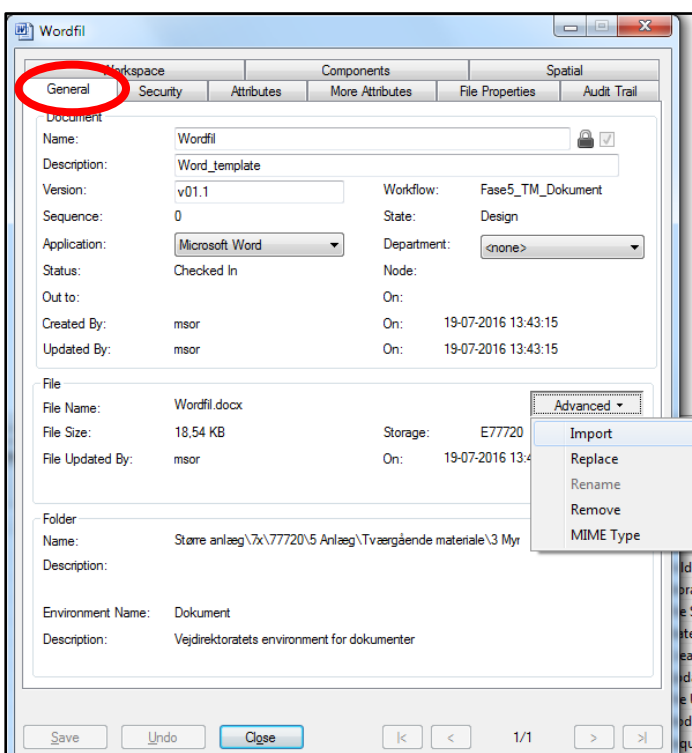 Wordfil
Workspace Components Spatial
General Security Attributes More Attributes File Properties Audit Trail
Document
Name: Wordfil
Description: Word_template
Version: v01.1 Workflow: Fase5_TM_Dokument
Sequence: 0 State: Design
Application: Microsoft Word Department: <none>
Status: Checked In Node:
Out to: On:
Created By: msor On: 19-07-2016 13:43:15
Updated By: msor On: 19-07-2016 13:43:15
File
File Name: Wordfil.docx Advanced
File Size: 18,54 KB Storage: E77720 Import
File Updated By: msor On: 19-07-2016 13:4 Replace
Rename
Remove
MIME Type
Folder
Name: Større anlæg\7x\77720\5 Anlæg\Tværgående materiale\3 Myr
Description:
Environment Name: Dokument
Description: Vejdirektoratets environment for dokumenter
Save Undo Close |< < 1/1 > >|